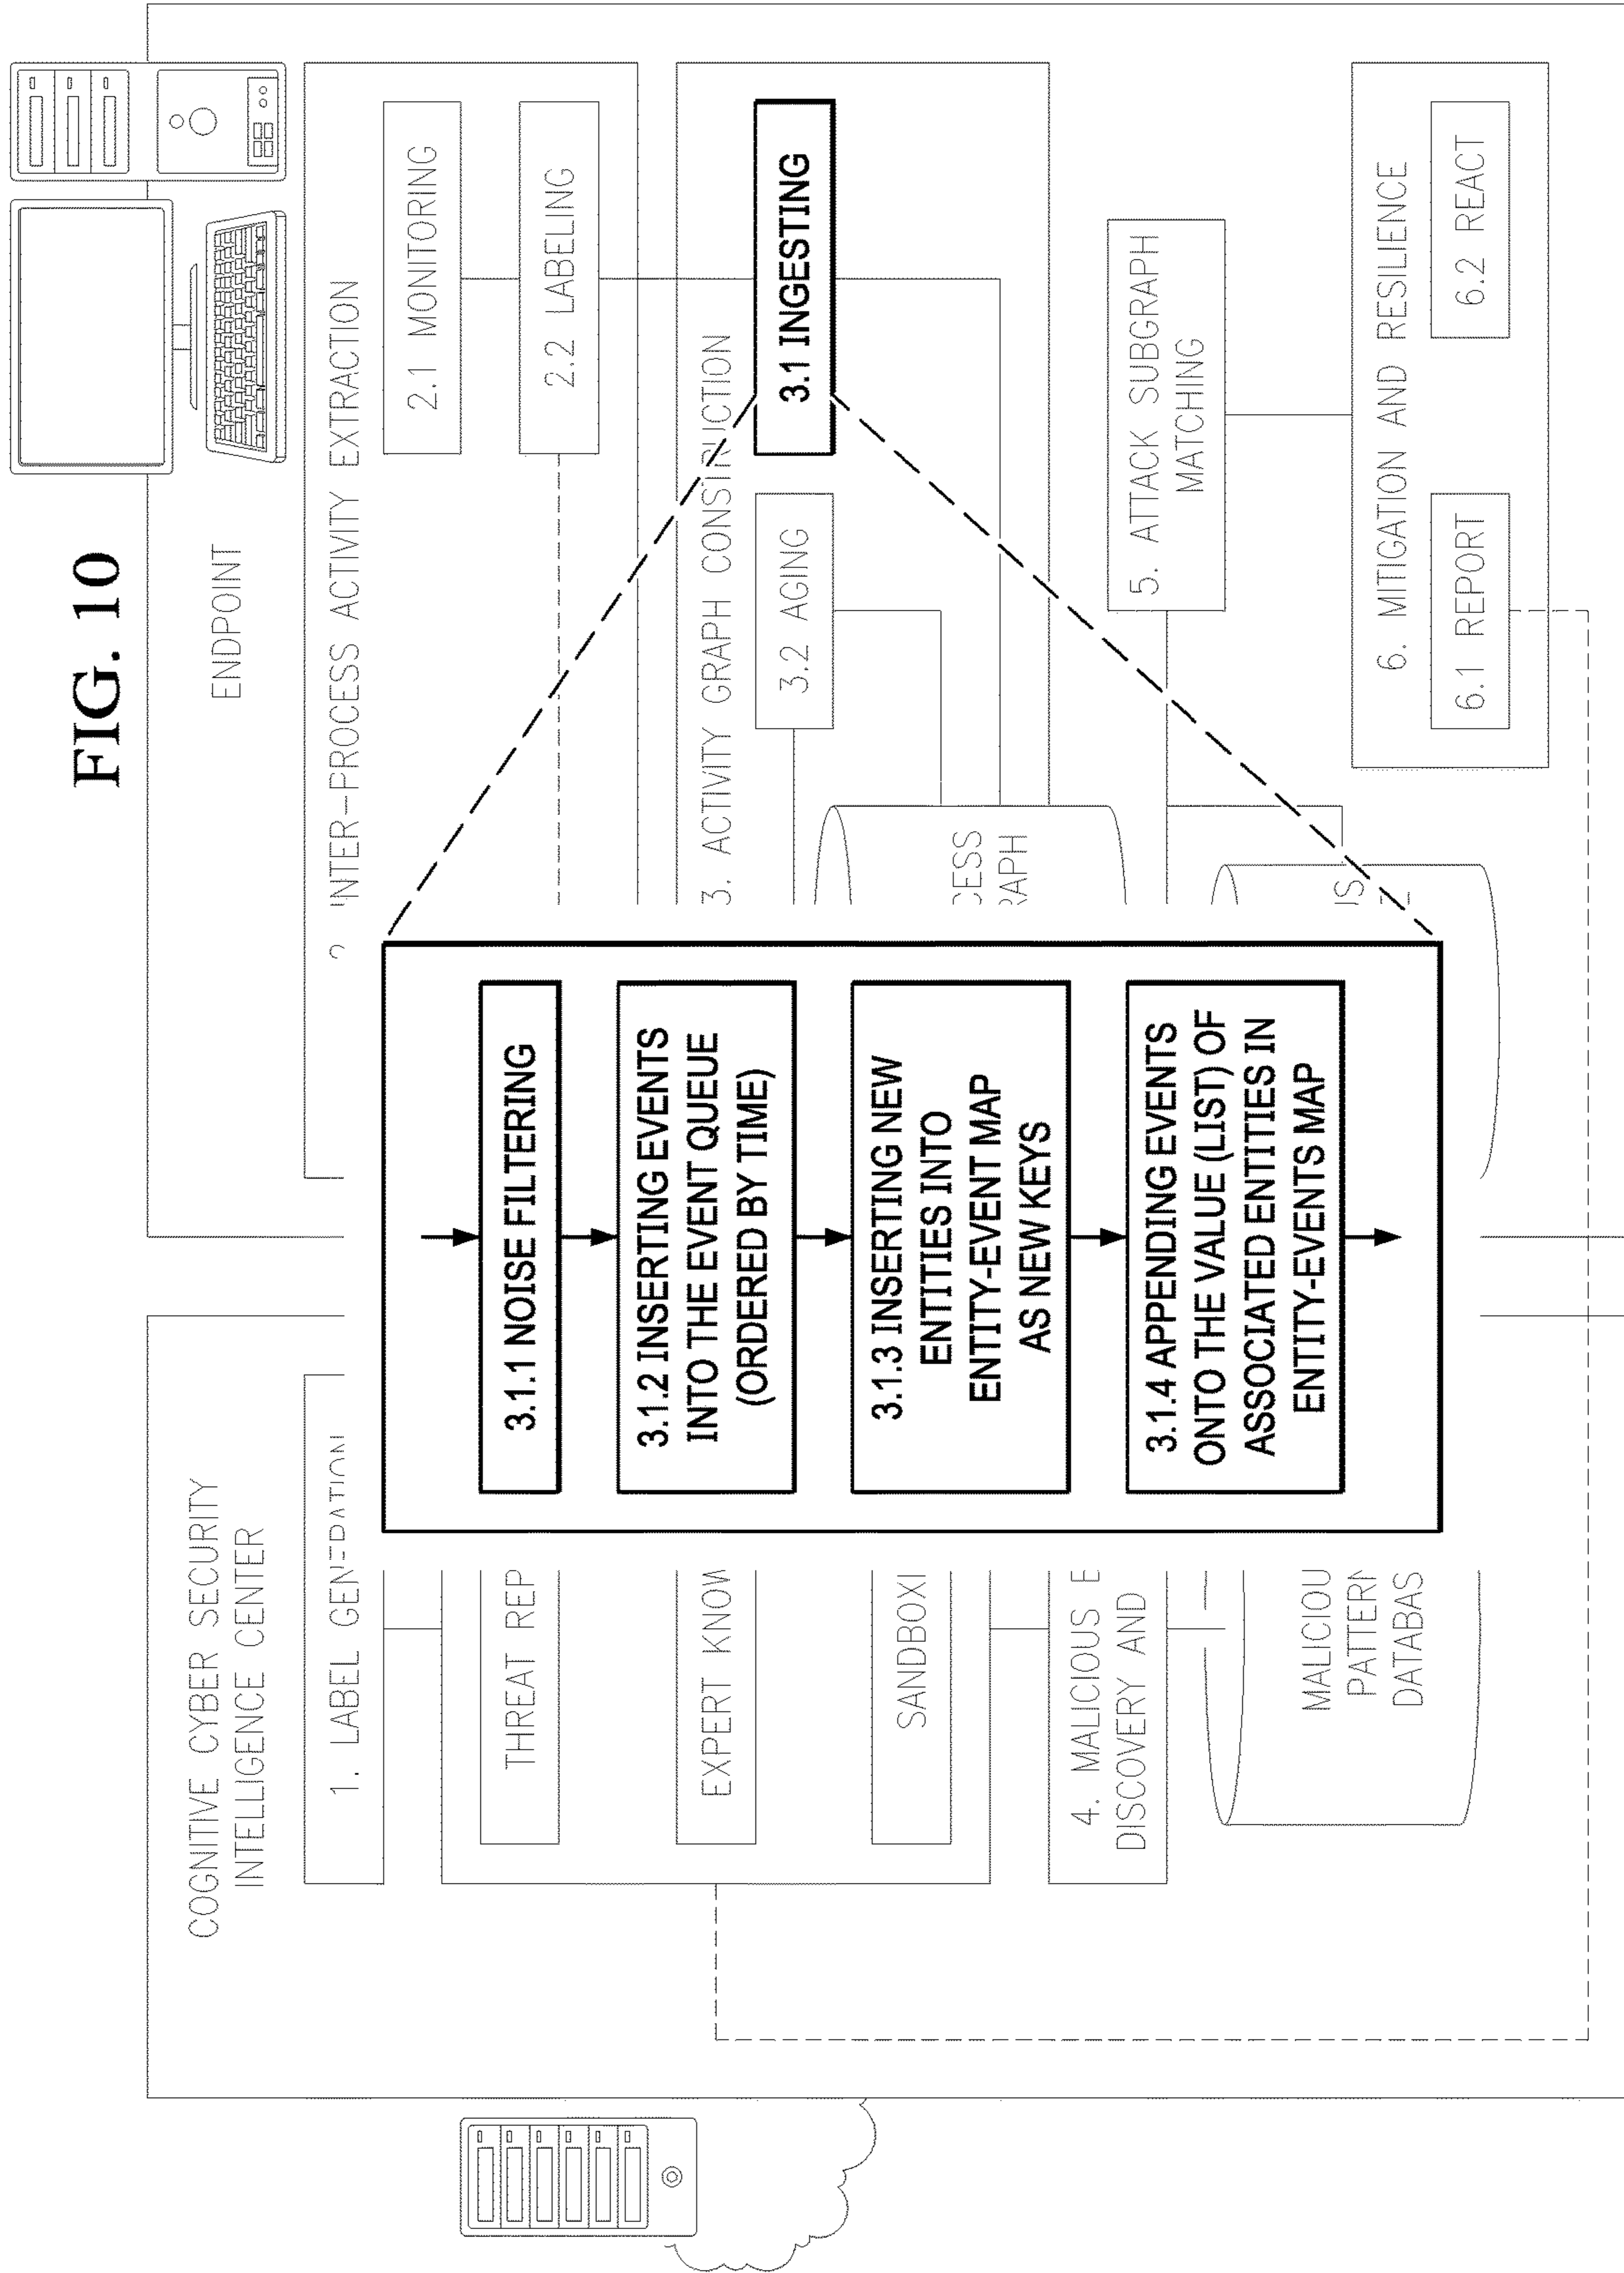 FIG. 10
COGNITIVE CYBER SECURITY
INTELLIGENCE CENTER
1. LABEL GENERATION
THREAT REP
EXPERT KNOW
SANDBOXI
4. MALICIOUS E
DISCOVERY AND
MALICIOU
PATTERN
DATABAS
3.1.1 NOISE FILTERING
3.1.2 INSERTING EVENTS
INTO THE EVENT QUEUE
(ORDERED BY TIME)
3.1.3 INSERTING NEW
ENTITIES INTO
ENTITY-EVENT MAP
AS NEW KEYS
3.1.4 APPENDING EVENTS
ONTO THE VALUE (LIST) OF
ASSOCIATED ENTITIES IN
ENTITY-EVENTS MAP
ENDPOINT
INTER-PROCESS ACTIVITY EXTRACTION
2.1 MONITORING
2.2 LABELING
3. ACTIVITY GRAPH CONSTRUCTION
3.1 INGESTING
3.2 AGING
CESS
RAPH
5. ATTACK SUBGRAPH
MATCHING
US
6. MITIGATION AND RESILIENCE
6.1 REPORT
6.2 REACT